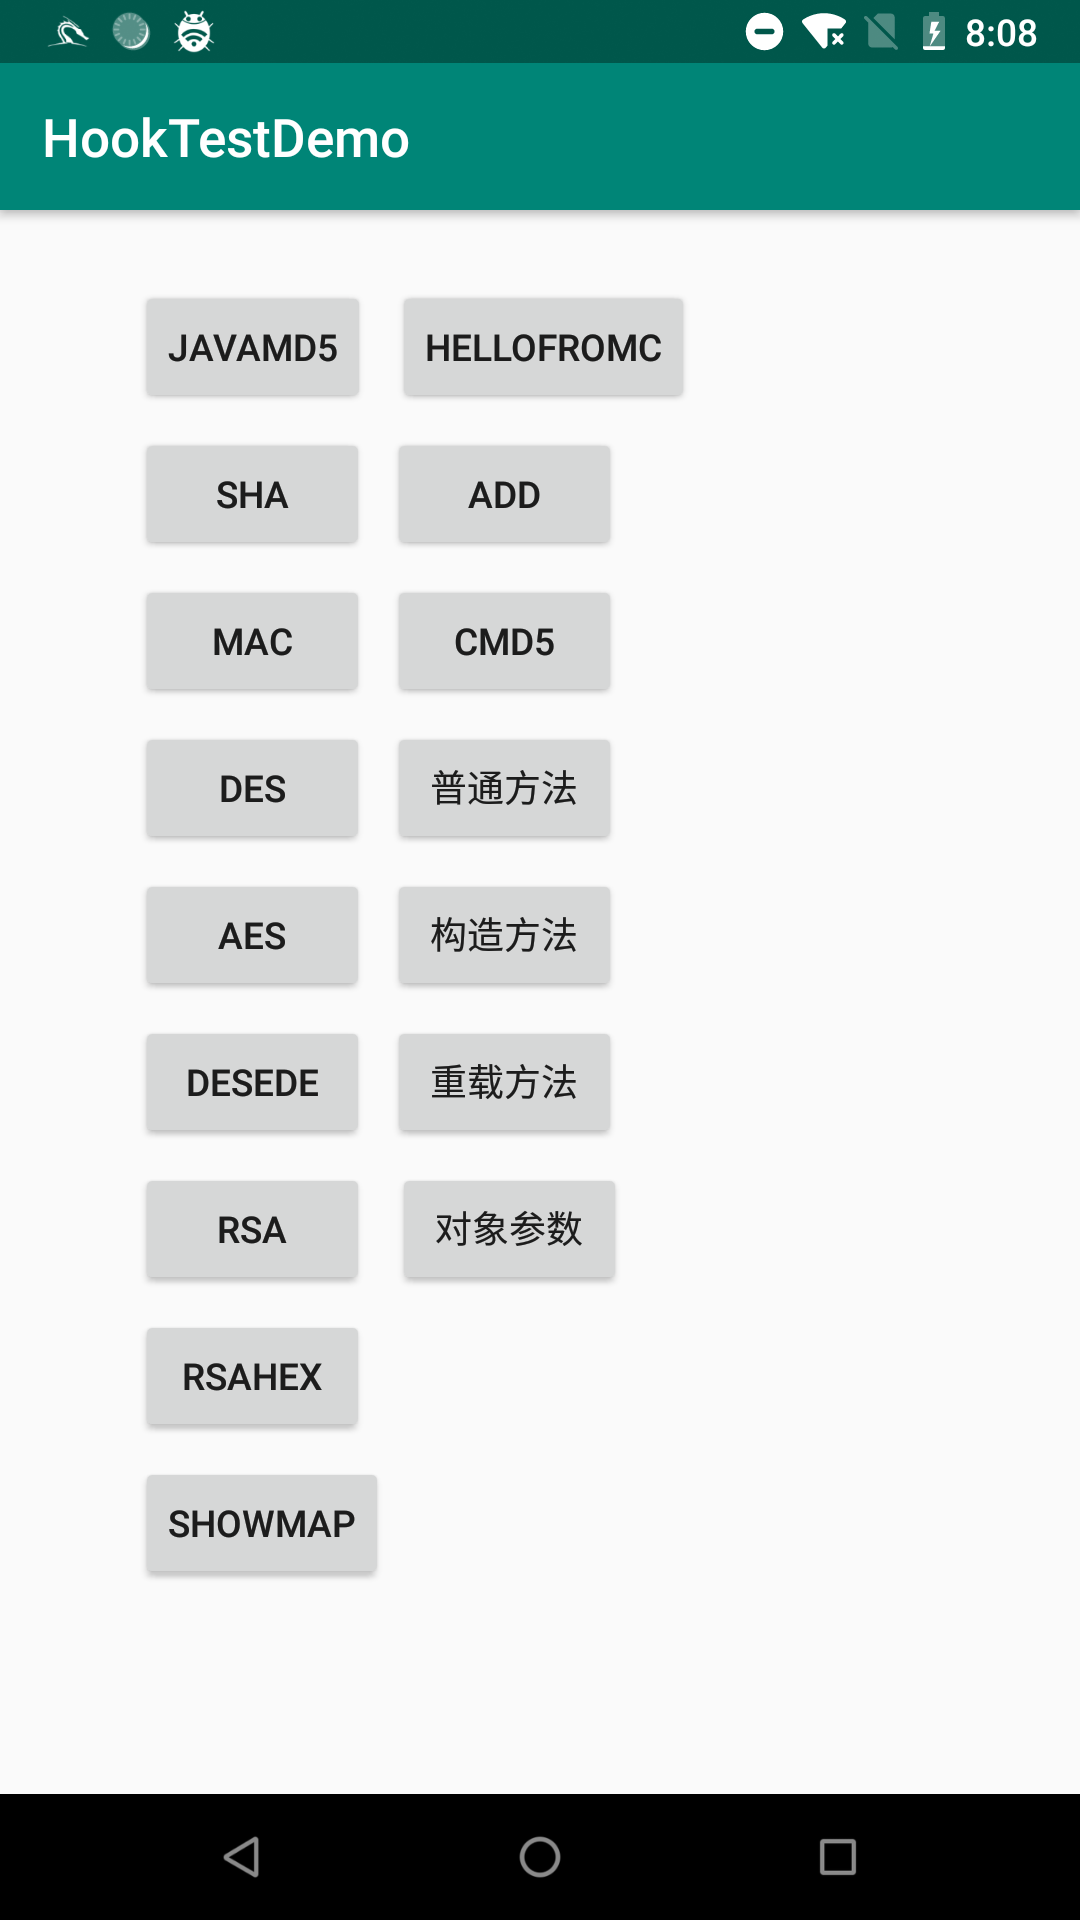 8:08
HookTestDemo
JAVAMD5 HELLOFROMC
SHA ADD
MAC CMD5
DES 普通方法
AES 构造方法
DESEDE 重载方法
RSA 对象参数
RSAHEX
SHOWMAP